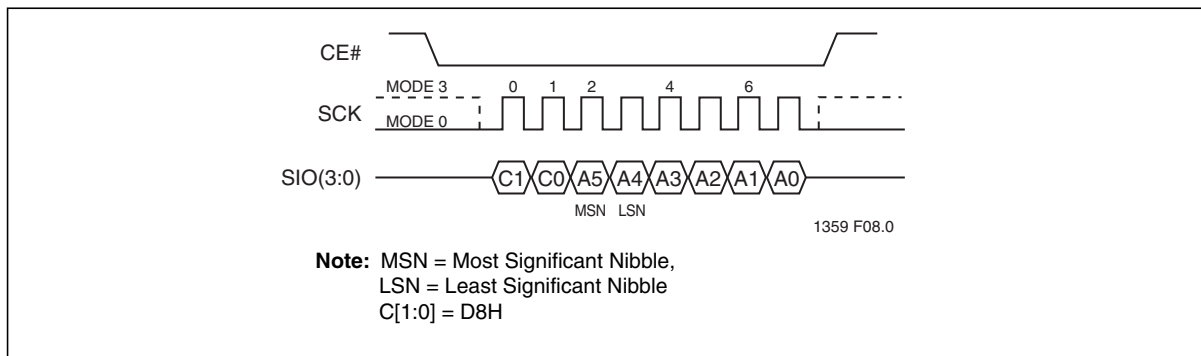 CE#
MODE 3 0 1 2 4 6
SCK
MODE 0
SIO(3:0) C1 C0 A5 A4 A3 A2 A1 A0
MSN LSN
1359 F08.0
Note: MSN = Most Significant Nibble,
LSN = Least Significant Nibble
C[1:0] = D8H